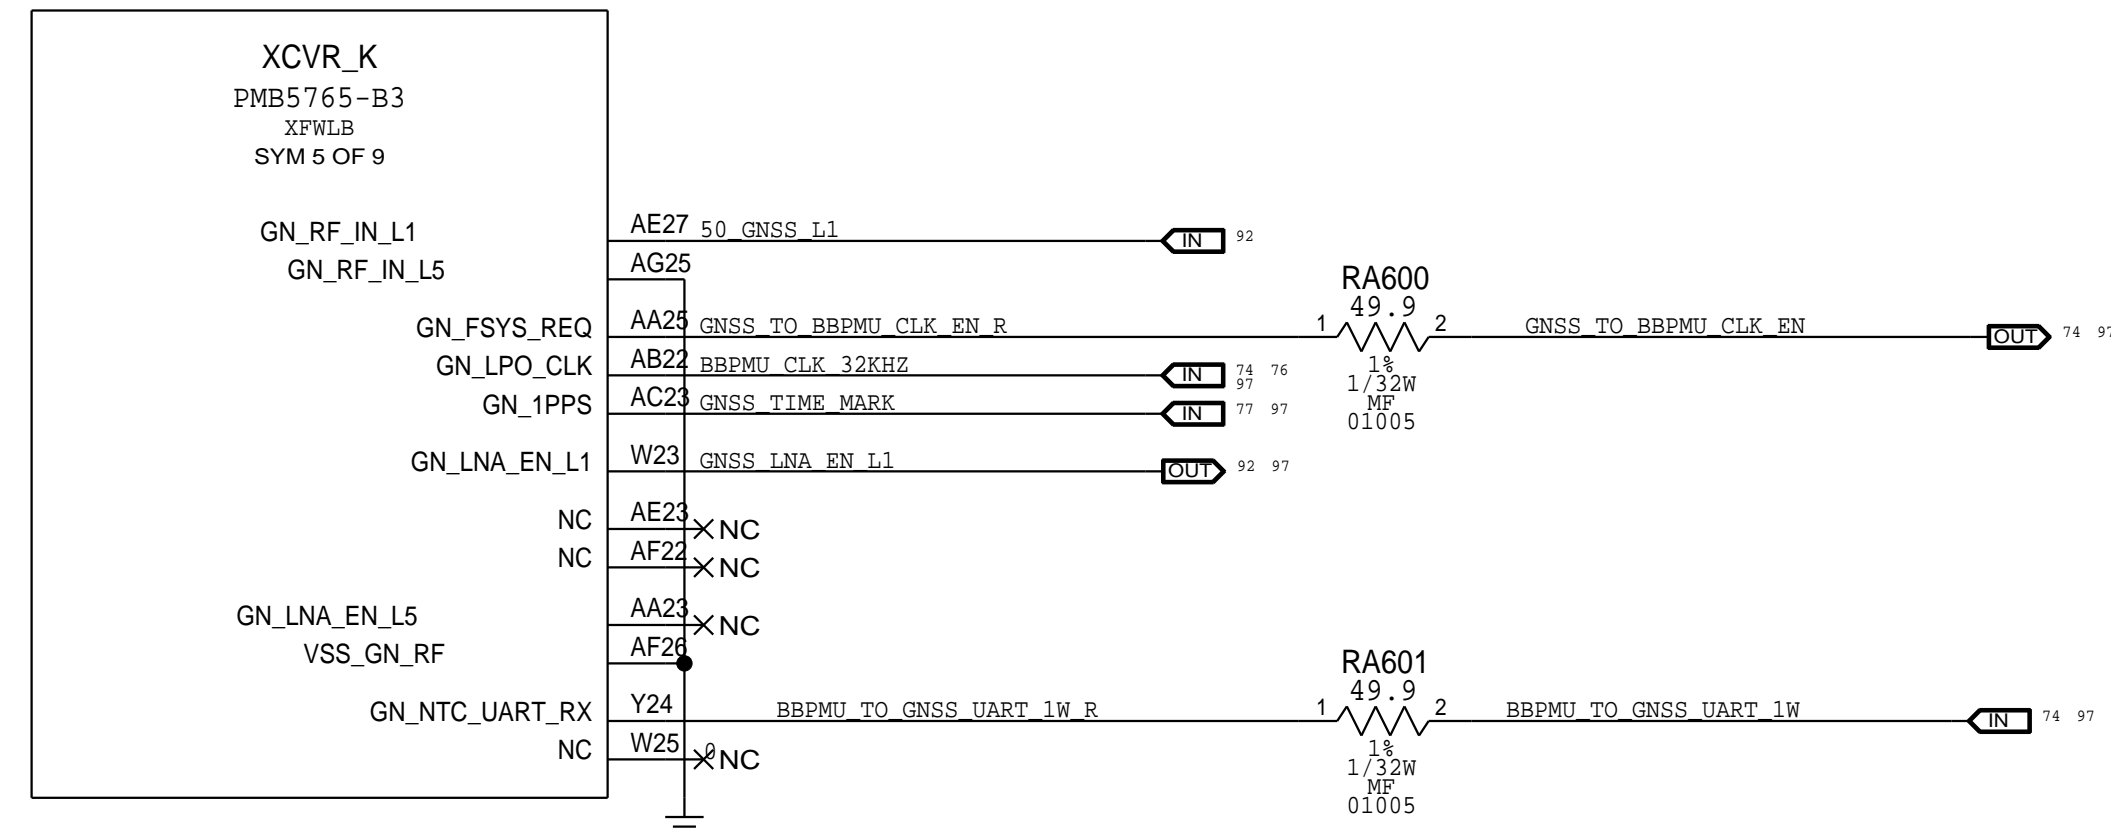 XCVR_K
PMB5765-B3
XFWLB
SYM 5 OF 9
GN_RF_IN_L1 AE27 50_GNSS_L1 IN 92
GN_RF_IN_L5 AG25
RA600
49.9
GN_FSYS_REQ AA25 GNSS_TO_BBPMU_CLK_EN_R 1 2 GNSS_TO_BBPMU_CLK_EN OUT 74 97
1%
1/32W
MF
01005
GN_LPO_CLK AB22 BBPMU_CLK_32KHZ IN 74 76
97
GN_1PPS AC23 GNSS_TIME_MARK IN 77 97
GN_LNA_EN_L1 W23 GNSS_LNA_EN_L1 OUT 92 97
NC AE23 NC
NC AF22 NC
GN_LNA_EN_L5 AA23 NC
VSS_GN_RF AF26
RA601
49.9
GN_NTC_UART_RX Y24 BBPMU_TO_GNSS_UART_1W_R 1 2 BBPMU_TO_GNSS_UART_1W IN 74 97
NC W25 0 NC
1%
1/32W
MF
01005